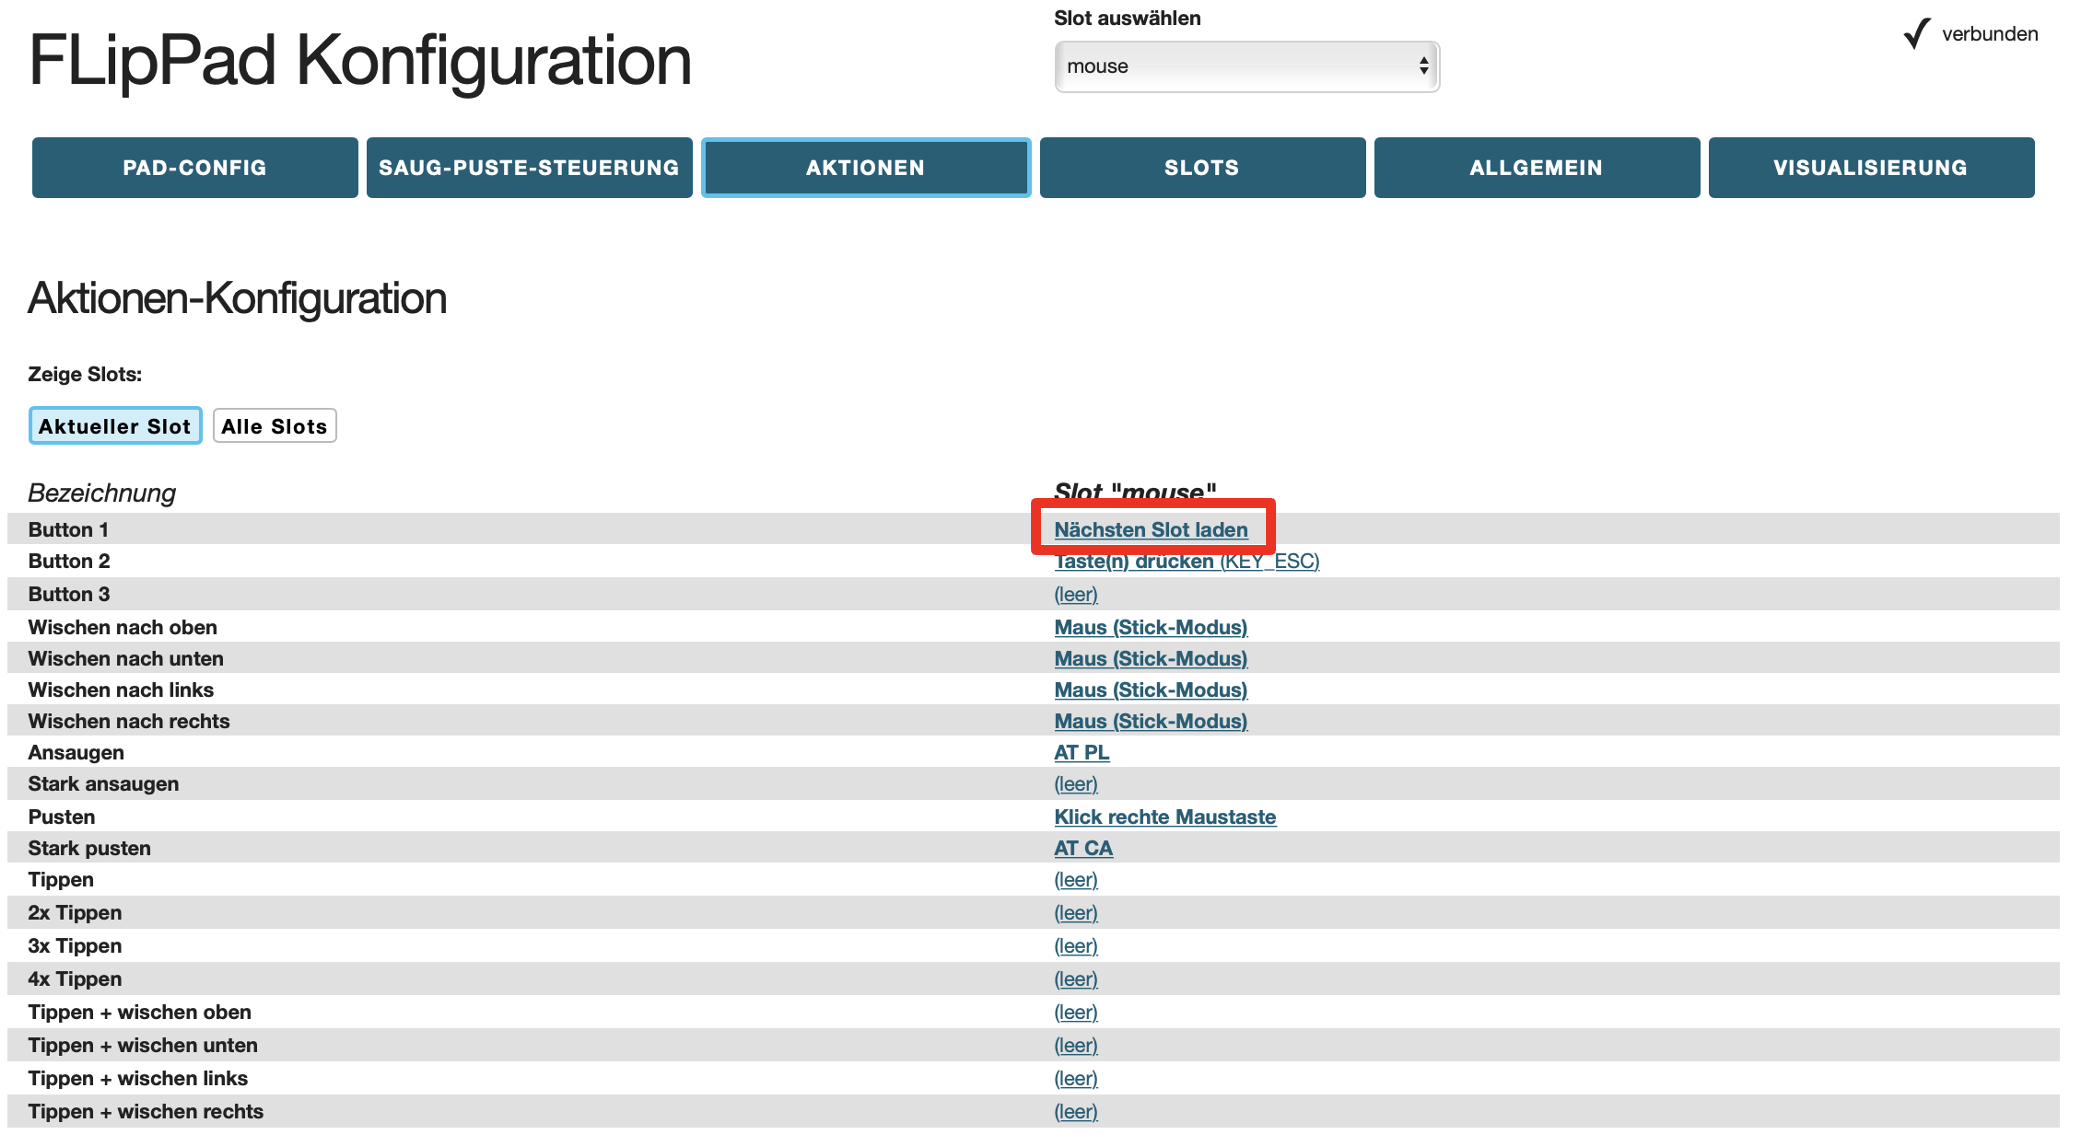 FLipPad Konfiguration
Slot auswählen
mouse
verbunden
PAD-CONFIG SAUG-PUSTE-STEUERUNG AKTIONEN SLOTS ALLGEMEIN VISUALISIERUNG
Aktionen-Konfiguration
Zeige Slots:
Aktueller Slot Alle Slots
Bezeichnung Slot "mouse"
Button 1 Nächsten Slot laden
Button 2 Taste(n) drücken (KEY_ESC)
Button 3 (leer)
Wischen nach oben Maus (Stick-Modus)
Wischen nach unten Maus (Stick-Modus)
Wischen nach links Maus (Stick-Modus)
Wischen nach rechts Maus (Stick-Modus)
Ansaugen AT PL
Stark ansaugen (leer)
Pusten Klick rechte Maustaste
Stark pusten AT CA
Tippen (leer)
2x Tippen (leer)
3x Tippen (leer)
4x Tippen (leer)
Tippen + wischen oben (leer)
Tippen + wischen unten (leer)
Tippen + wischen links (leer)
Tippen + wischen rechts (leer)